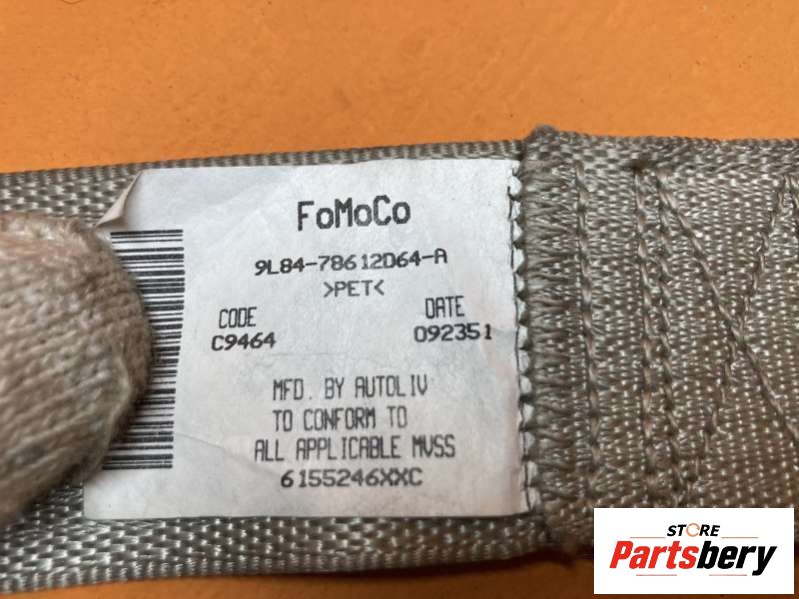 FoMoCo
9L84-78612D64-A
>PET<
CODE DATE
C9464 092351
MFD. BY AUTOLIV
TO CONFORM TO
ALL APPLICABLE MVSS
6155246XXC
STORE
Partsbery